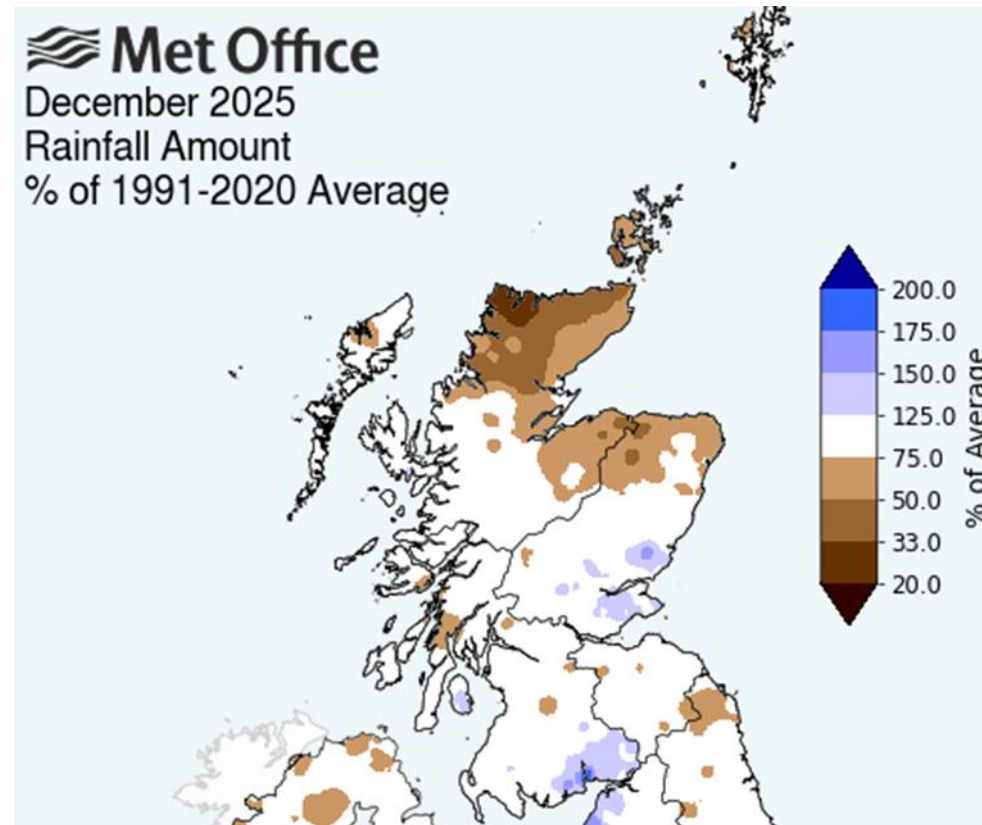 Met Office
December 2025
Rainfall Amount
% of 1991-2020 Average
200.0
175.0
150.0
125.0
75.0
50.0
33.0
20.0
% of Average